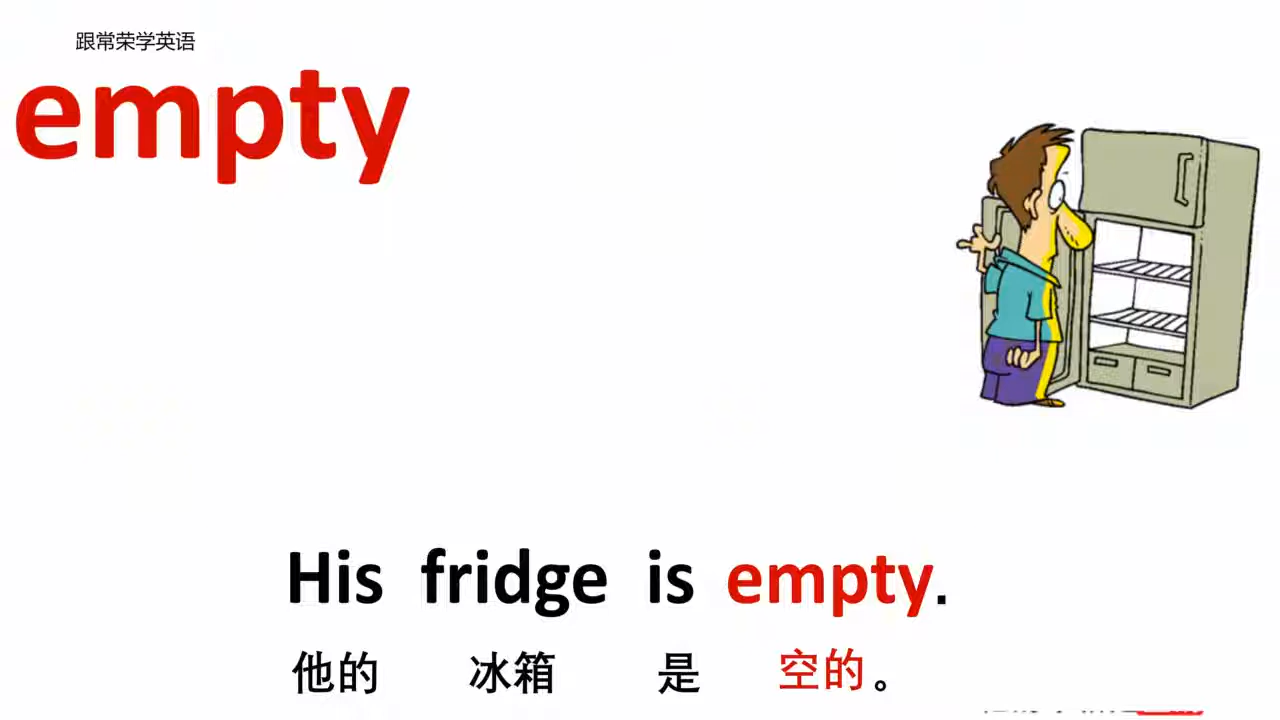 跟常荣学英语
empty
His fridge is empty.
他的 冰箱 是 空的。